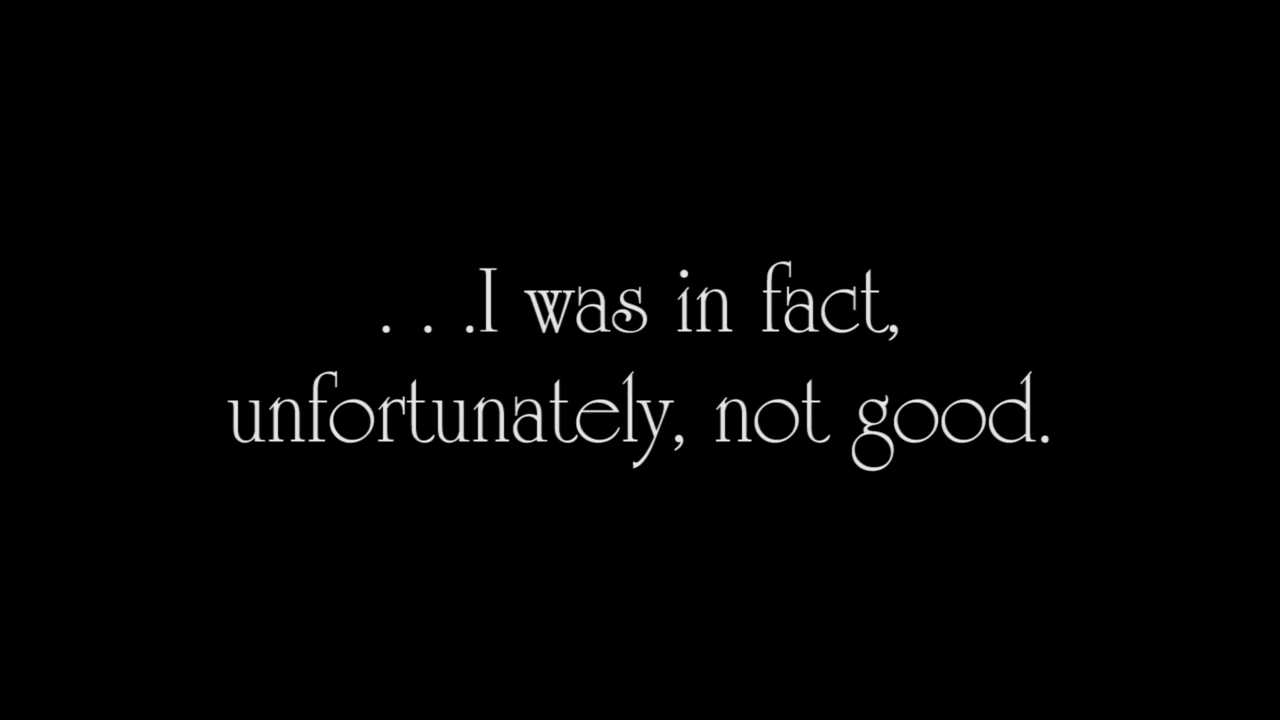 . . .I was in fact,
unfortunately, not good.